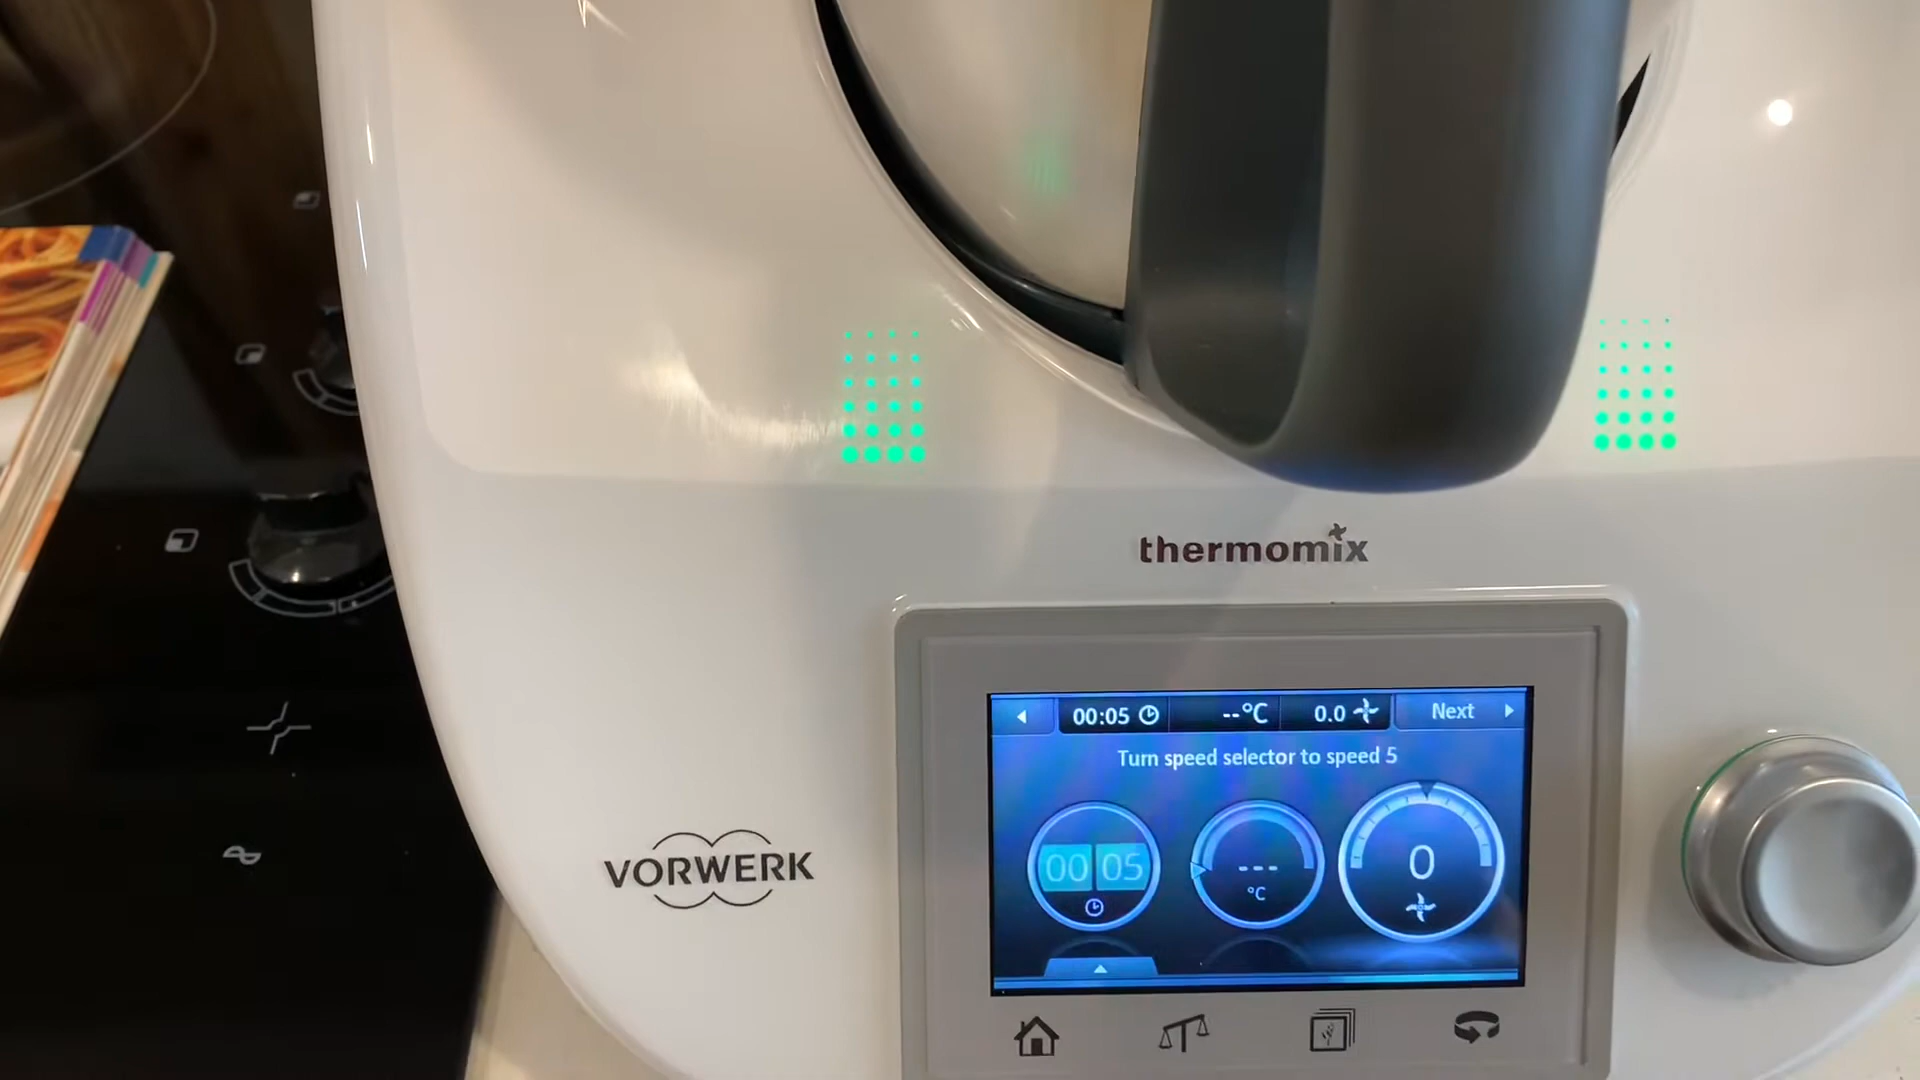 thermomix
00:05 --°C 0.0 Next
Turn speed selector to speed 5
00 05 --- °C 0
VORWERK